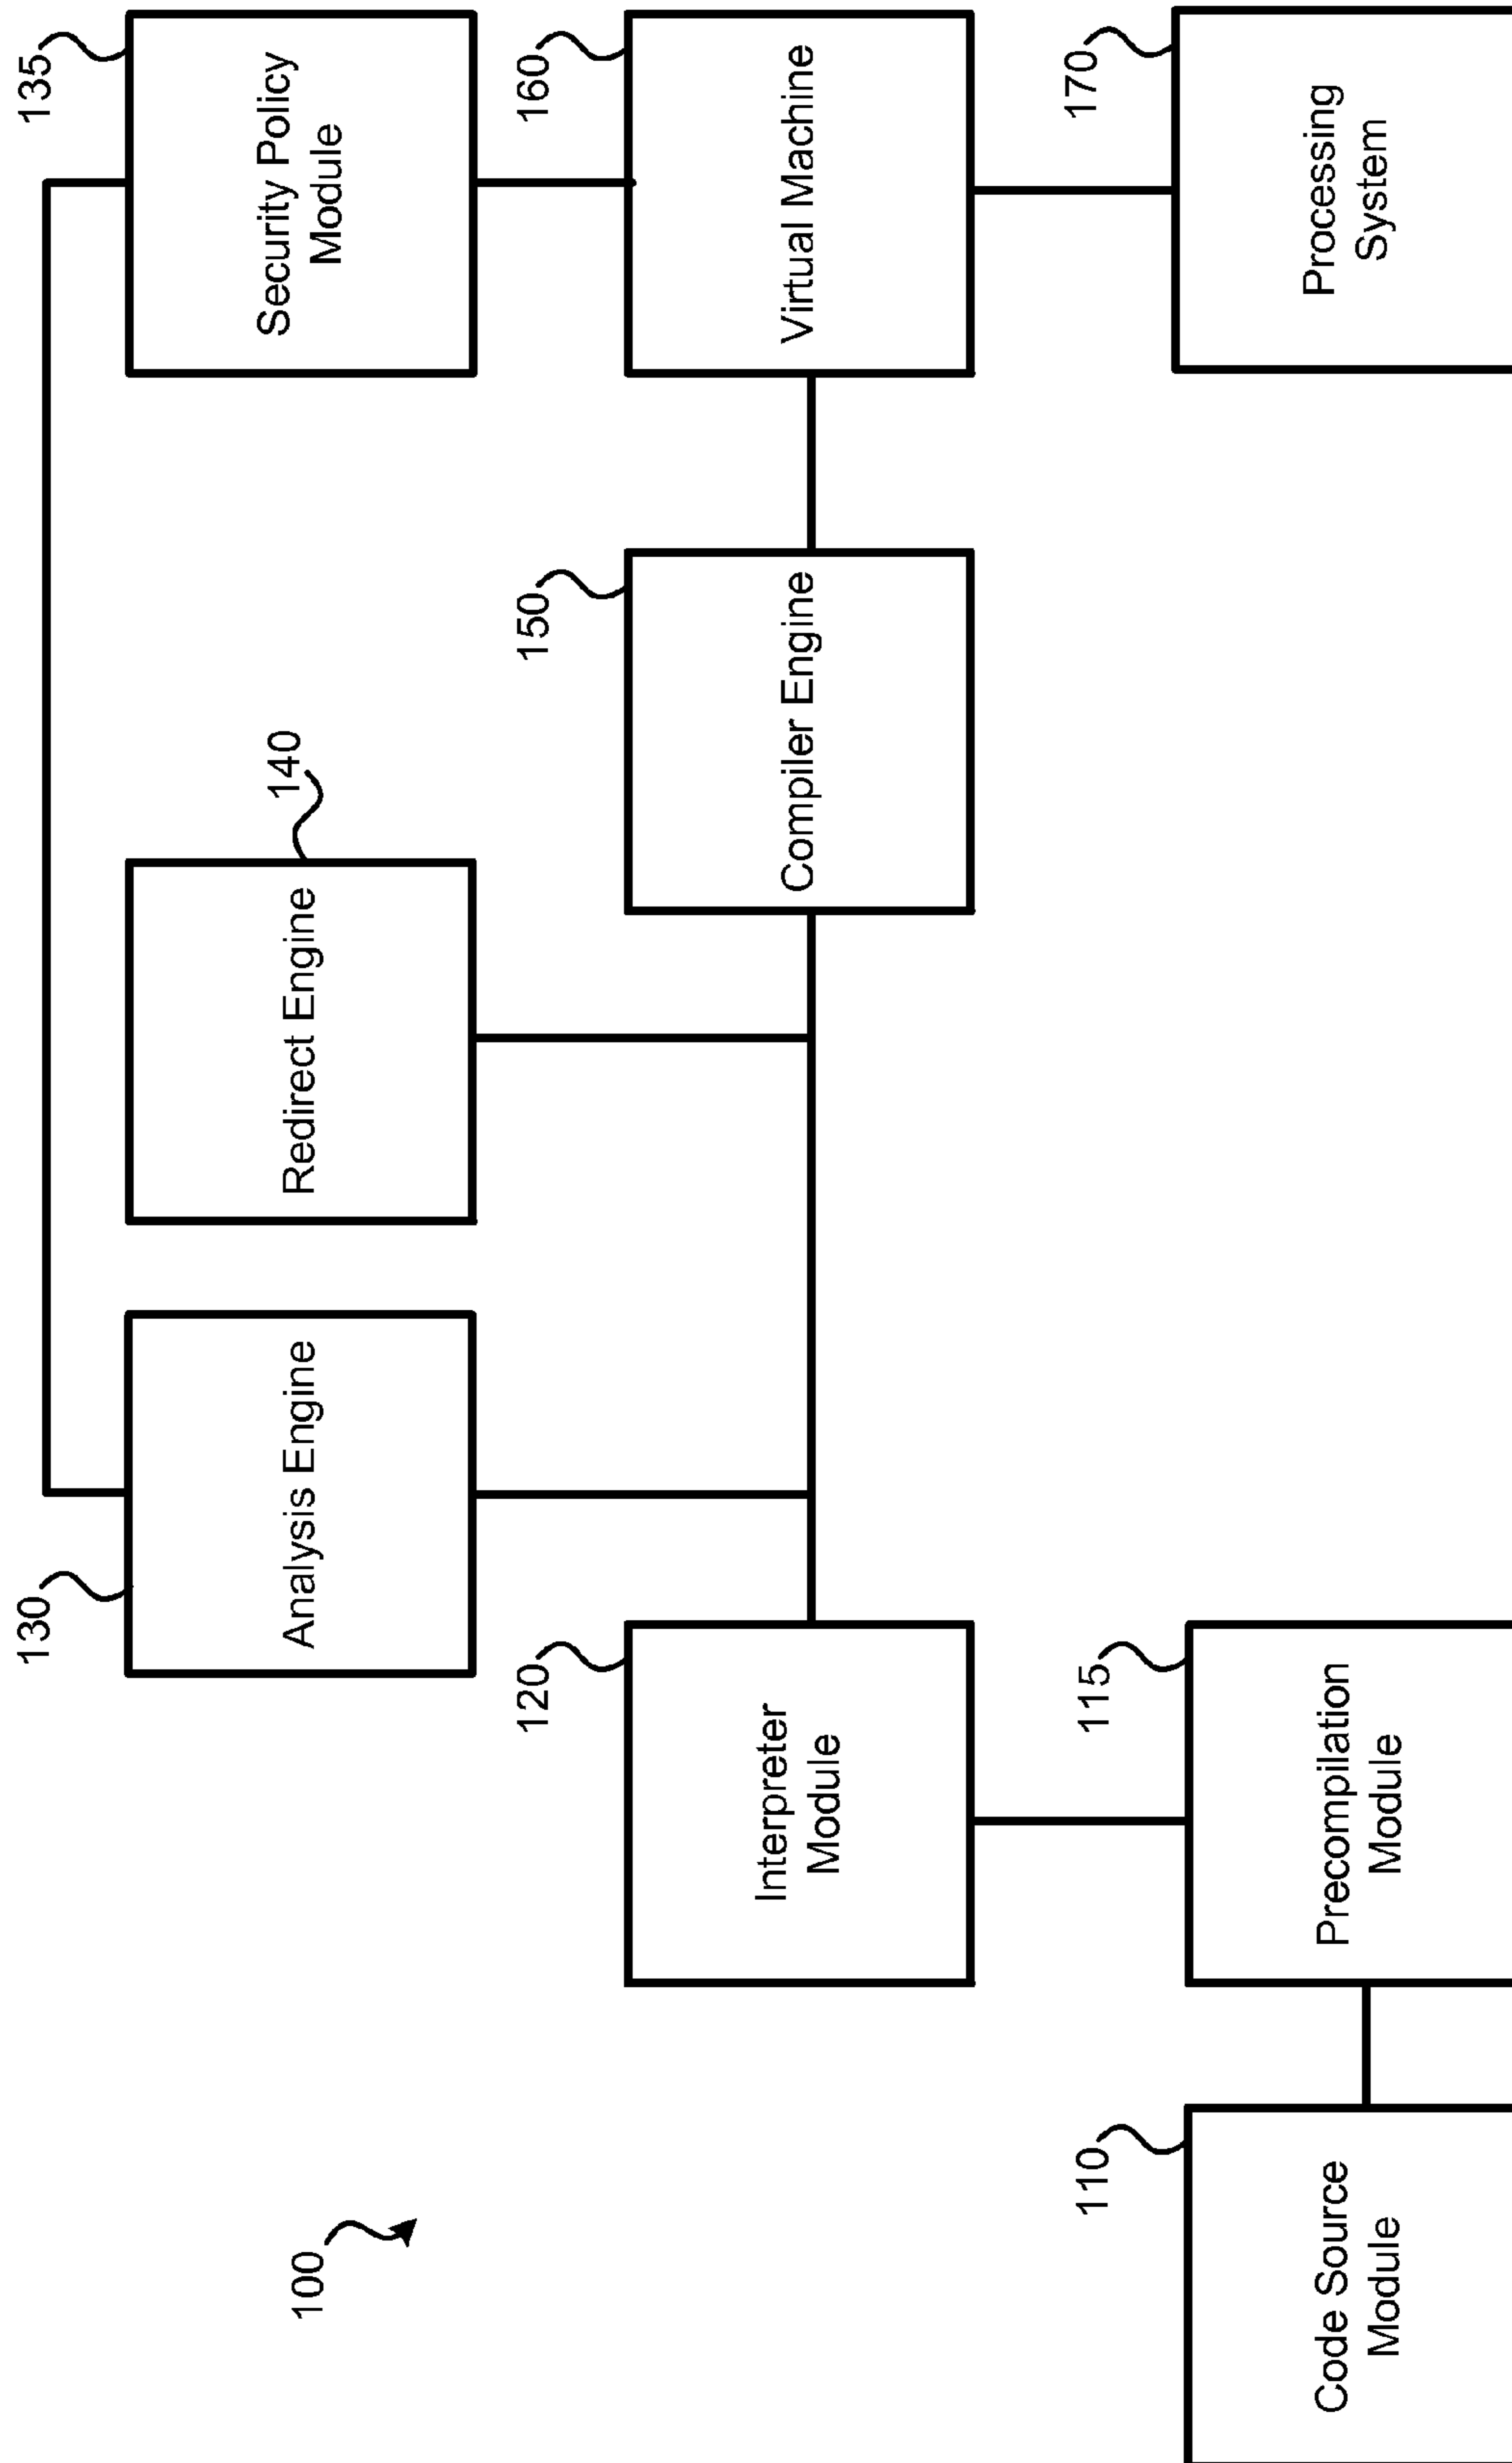 100
130
Analysis Engine
140
Redirect Engine
135
Security Policy
Module
120
Interpreter
Module
150
Compiler Engine
160
Virtual Machine
110
Code Source
Module
115
Precompilation
Module
170
Processing
System